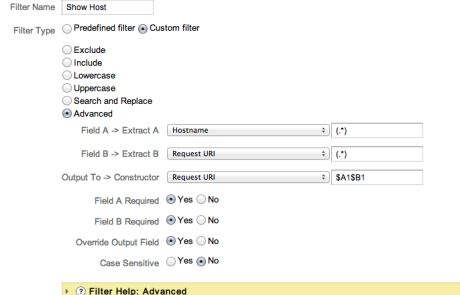 Filter Name Show Host
Filter Type Predefined filter Custom filter
Exclude
Include
Lowercase
Uppercase
Search and Replace
Advanced
Field A -> Extract A Hostname (.*)
Field B -> Extract B Request URI (.*)
Output To -> Constructor Request URI $A1$B1
Field A Required Yes No
Field B Required Yes No
Override Output Field Yes No
Case Sensitive Yes No
? Filter Help: Advanced